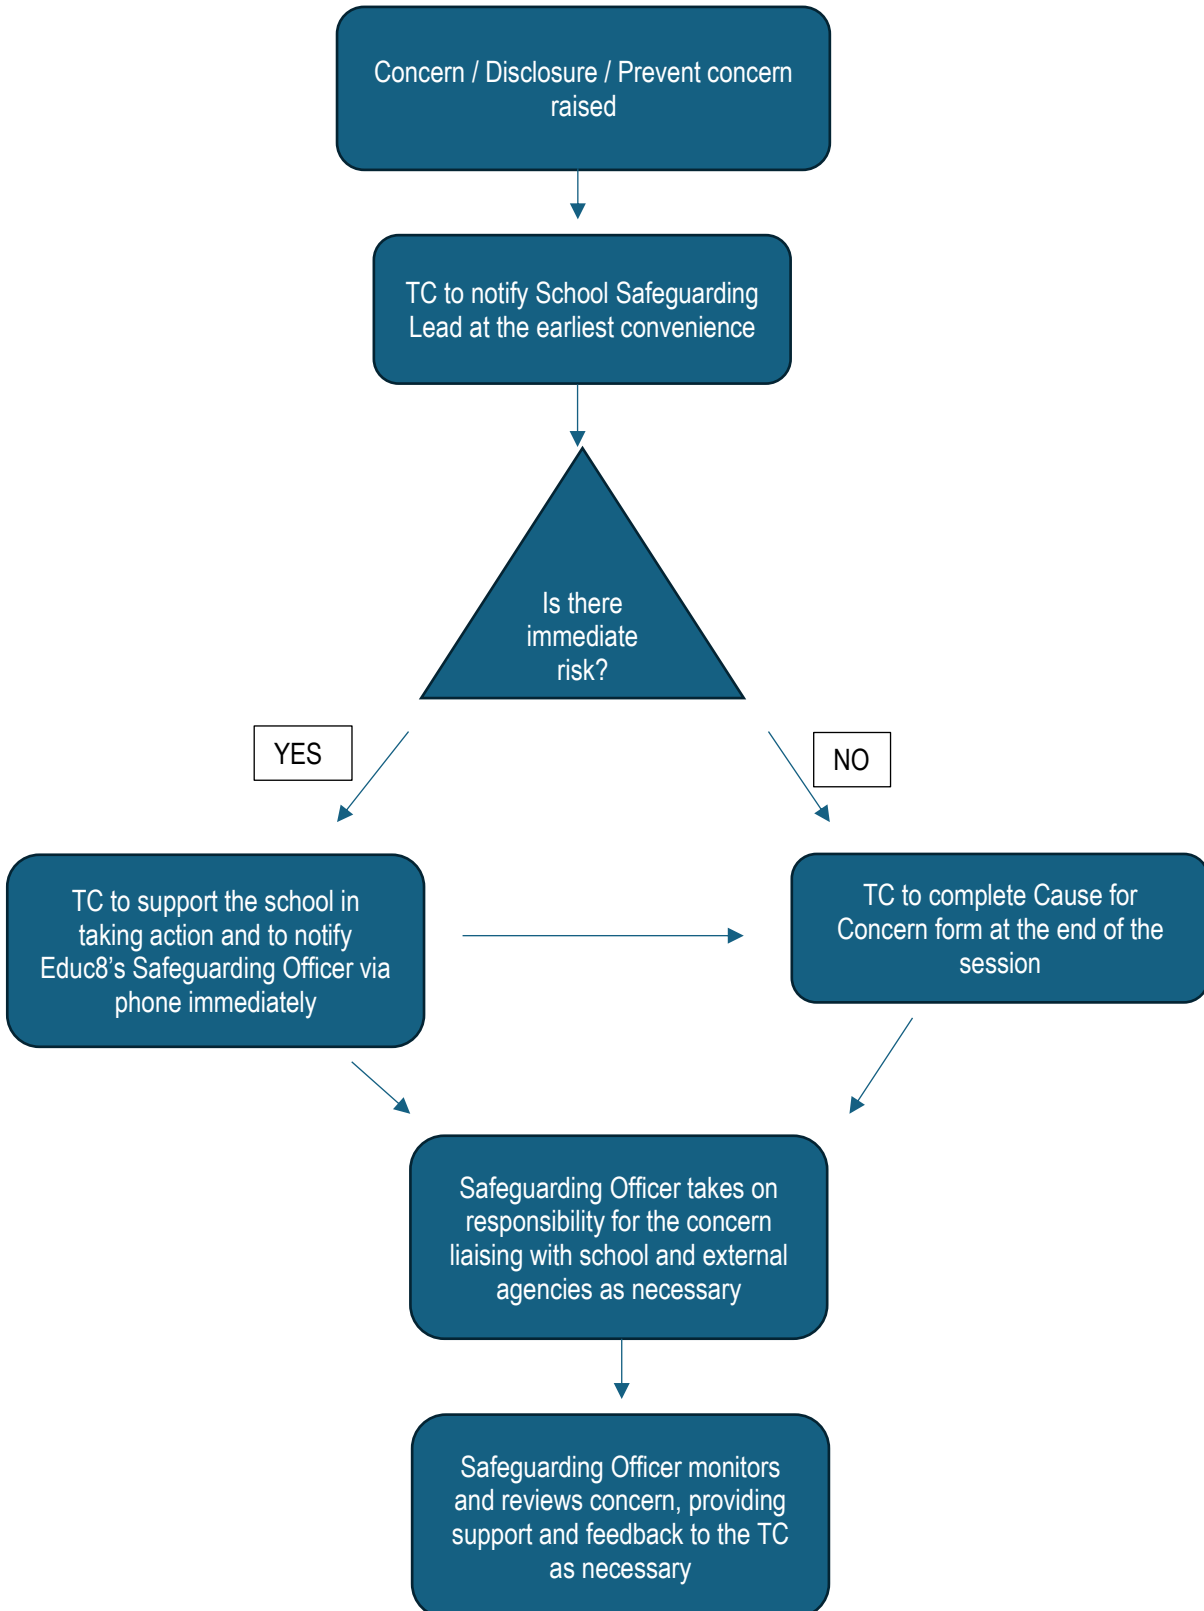 Concern / Disclosure / Prevent concern
raised
TC to notify School Safeguarding
Lead at the earliest convenience
Is there
immediate
risk?
YES
NO
TC to support the school in
taking action and to notify
Educ8’s Safeguarding Officer via
phone immediately
TC to complete Cause for
Concern form at the end of the
session
Safeguarding Officer takes on
responsibility for the concern
liaising with school and external
agencies as necessary
Safeguarding Officer monitors
and reviews concern, providing
support and feedback to the TC
as necessary